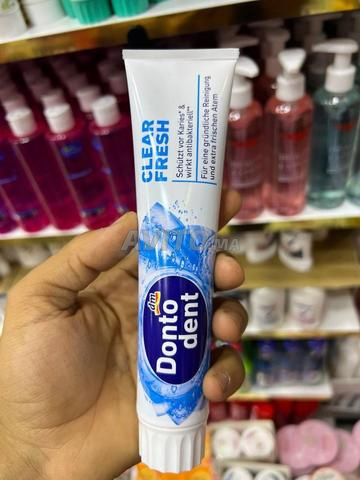 CLEAR
FRESH
Schützt vor Karies* &
wirkt antibakteriell**
Für eine gründliche Reinigung
und extra frischen Atem
dm
Donto
dent